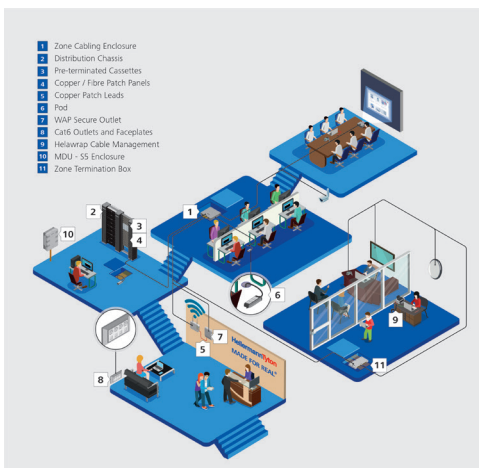 1 Zone Cabling Enclosure
2 Distribution Chassis
3 Pre-terminated Cassettes
4 Copper / Fibre Patch Panels
5 Copper Patch Leads
6 Pod
7 WAP Secure Outlet
8 Cat6 Outlets and Faceplates
9 Helawrap Cable Management
10 MDU - S5 Enclosure
11 Zone Termination Box
2
3
4
10
1
6
9
11
5
7
8
HellermannTyton
MADE FOR REAL®